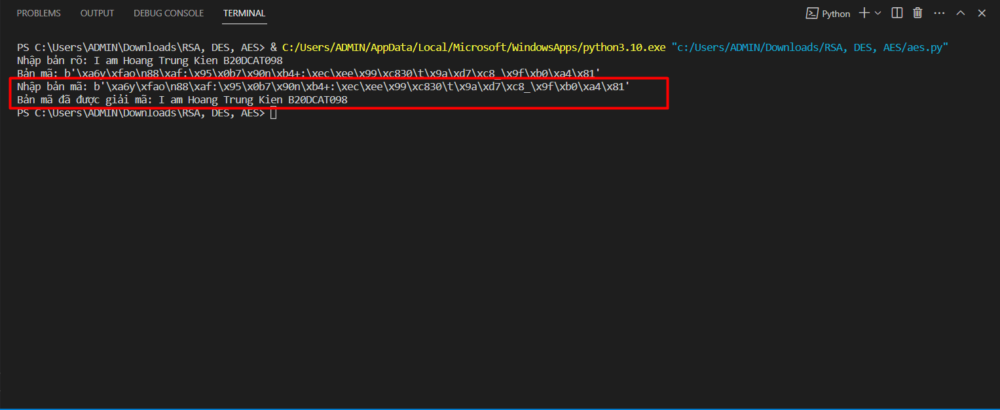 PROBLEMS OUTPUT DEBUG CONSOLE TERMINAL Python
PS C:\Users\ADMIN\Downloads\RSA, DES, AES> & C:/Users/ADMIN/AppData/Local/Microsoft/WindowsApps/python3.10.exe "c:/Users/ADMIN/Downloads/RSA, DES, AES/aes.py"
Nhập bản rõ: I am Hoang Trung Kien B20DCAT098
Bản mã: b'\xa6y\xfao\n88\xaf:\x95\x0b7\x90n\xb4+:\xec\xee\x99\xc830\t\x9a\xd7\xc8_\x9f\xb0\xa4\x81'
Nhập bản mã: b'\xa6y\xfao\n88\xaf:\x95\x0b7\x90n\xb4+:\xec\xee\x99\xc830\t\x9a\xd7\xc8_\x9f\xb0\xa4\x81'
Bản mã đã được giải mã: I am Hoang Trung Kien B20DCAT098
PS C:\Users\ADMIN\Downloads\RSA, DES, AES>